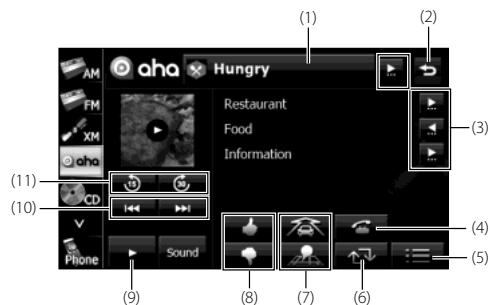 (1)
(2)
AM
aha
Hungry
...
FM
Restaurant
...
(3)
XM
Food
...
aha
Information
...
(11)
15
30
CD
(10)
(4)
Phone
Sound
(5)
(9)
(8)
(7)
(6)